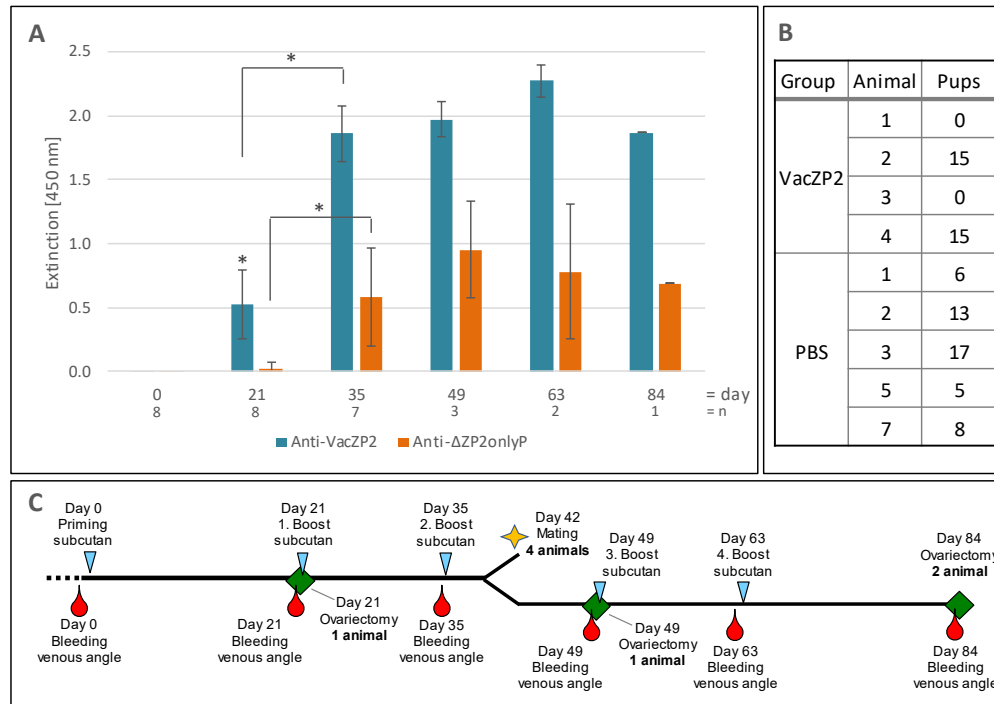 A
Extinction [450 nm]
2.5
2.0
1.5
1.0
0.5
0.0
*
*
*
0 21 35 49 63 84 = day
8 8 7 3 2 1 = n
Anti-VacZP2 Anti-ΔZP2onlyP
B
Group Animal Pups
VacZP2
1 0
2 15
3 0
4 15
PBS
1 6
2 13
3 17
5 5
7 8
C
Day 0
Priming
subcutan
Day 21
1. Boost
subcutan
Day 35
2. Boost
subcutan
Day 42
Mating
4 animals
Day 49
3. Boost
subcutan
Day 63
4. Boost
subcutan
Day 84
Ovariectomy
2 animal
Day 0
Bleeding
venous angle
Day 21
Bleeding
venous angle
Day 21
Ovariectomy
1 animal
Day 35
Bleeding
venous angle
Day 49
Bleeding
venous angle
Day 49
Ovariectomy
1 animal
Day 63
Bleeding
venous angle
Day 84
Bleeding
venous angle